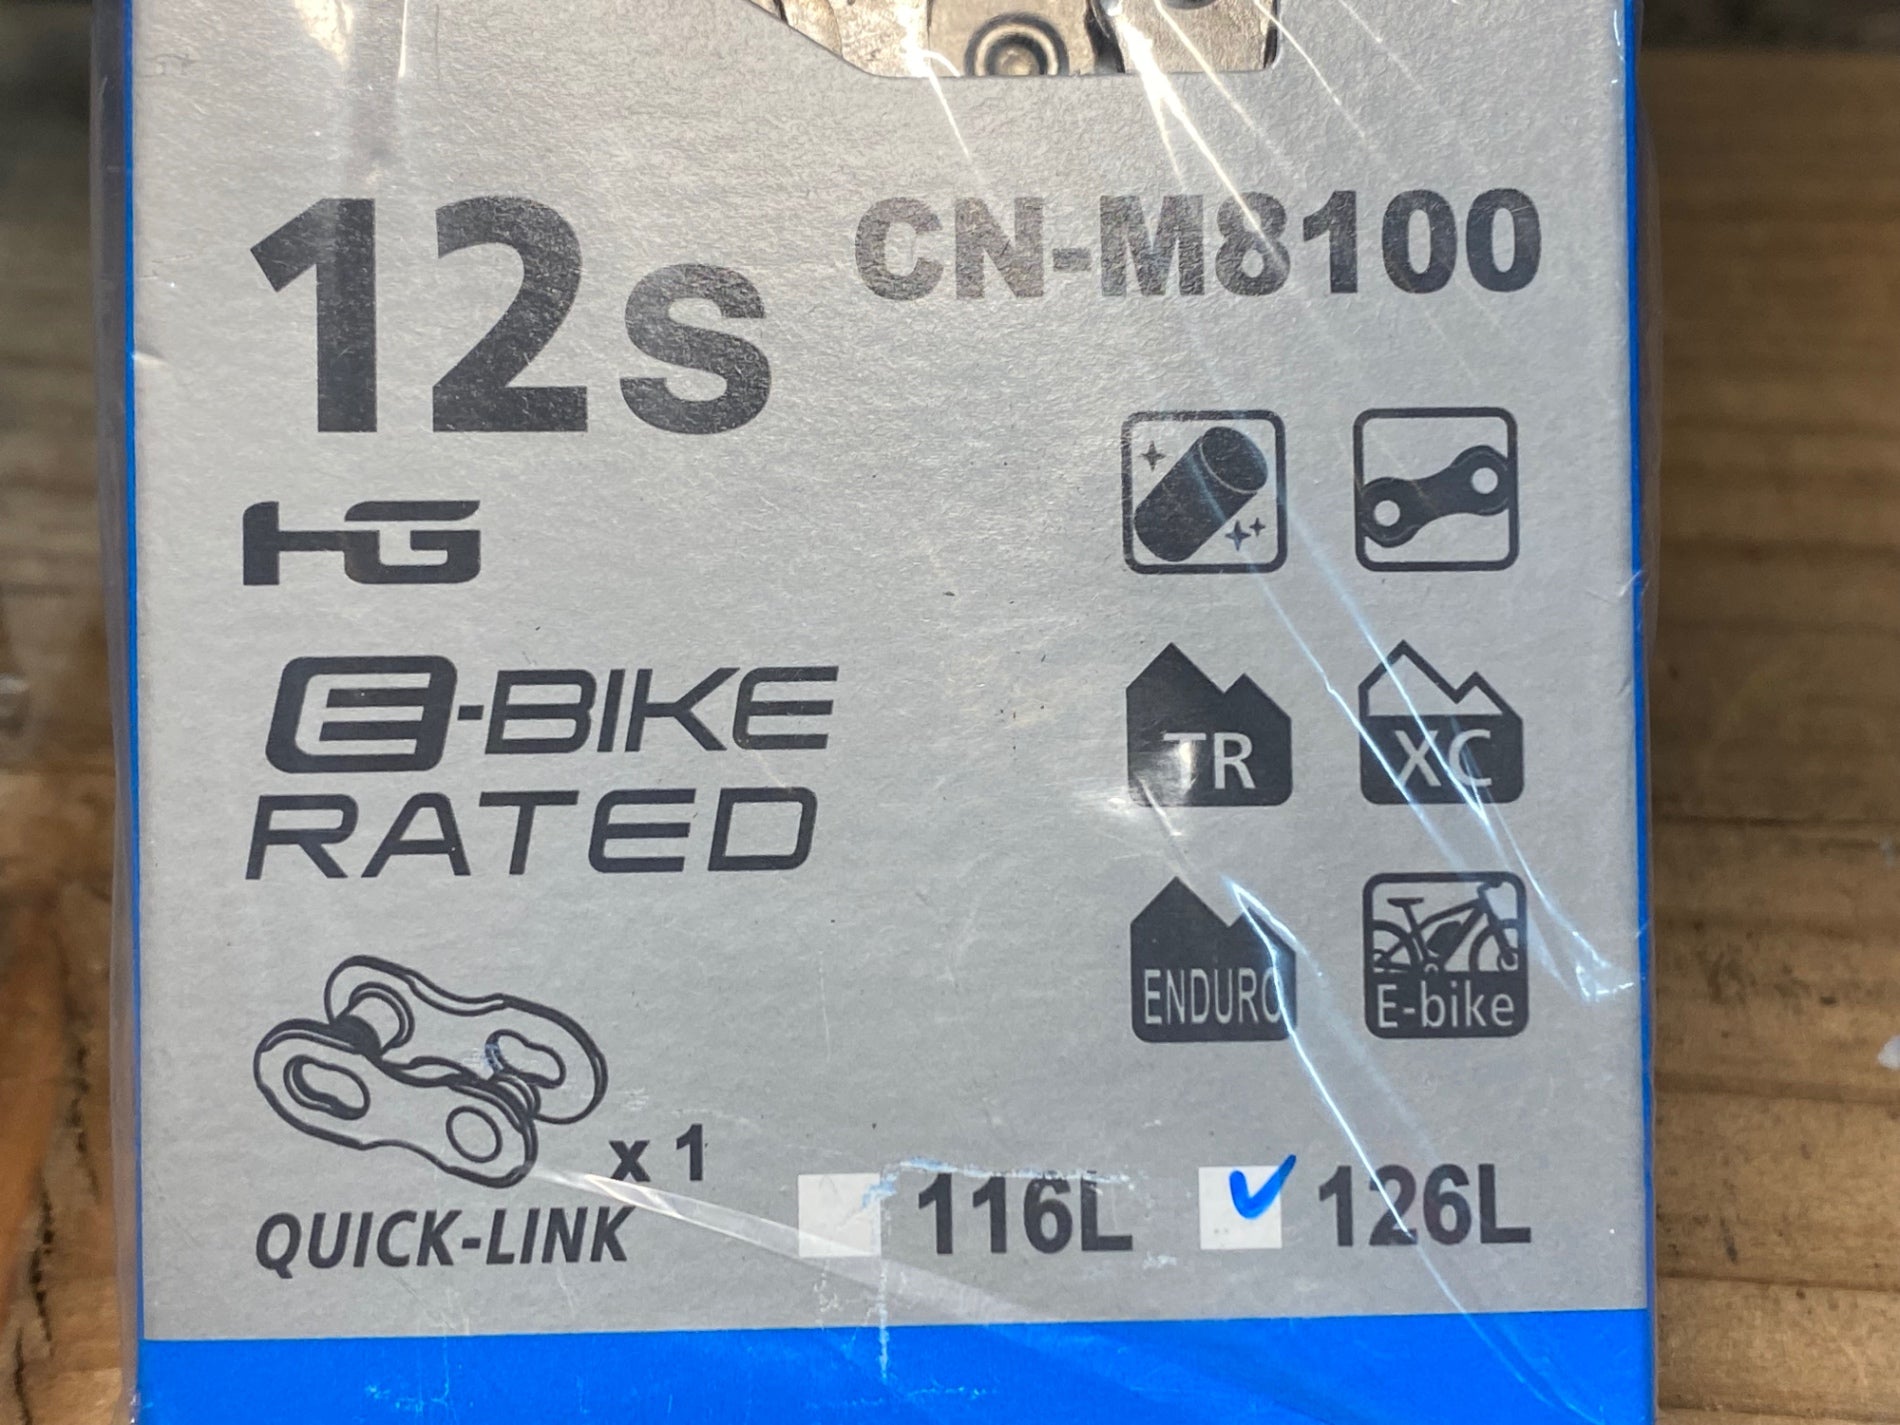 12s
CN-M8100
HG
E-BIKE
RATED
TR
XC
ENDURO
E-bike
x 1
QUICK-LINK
116L
126L